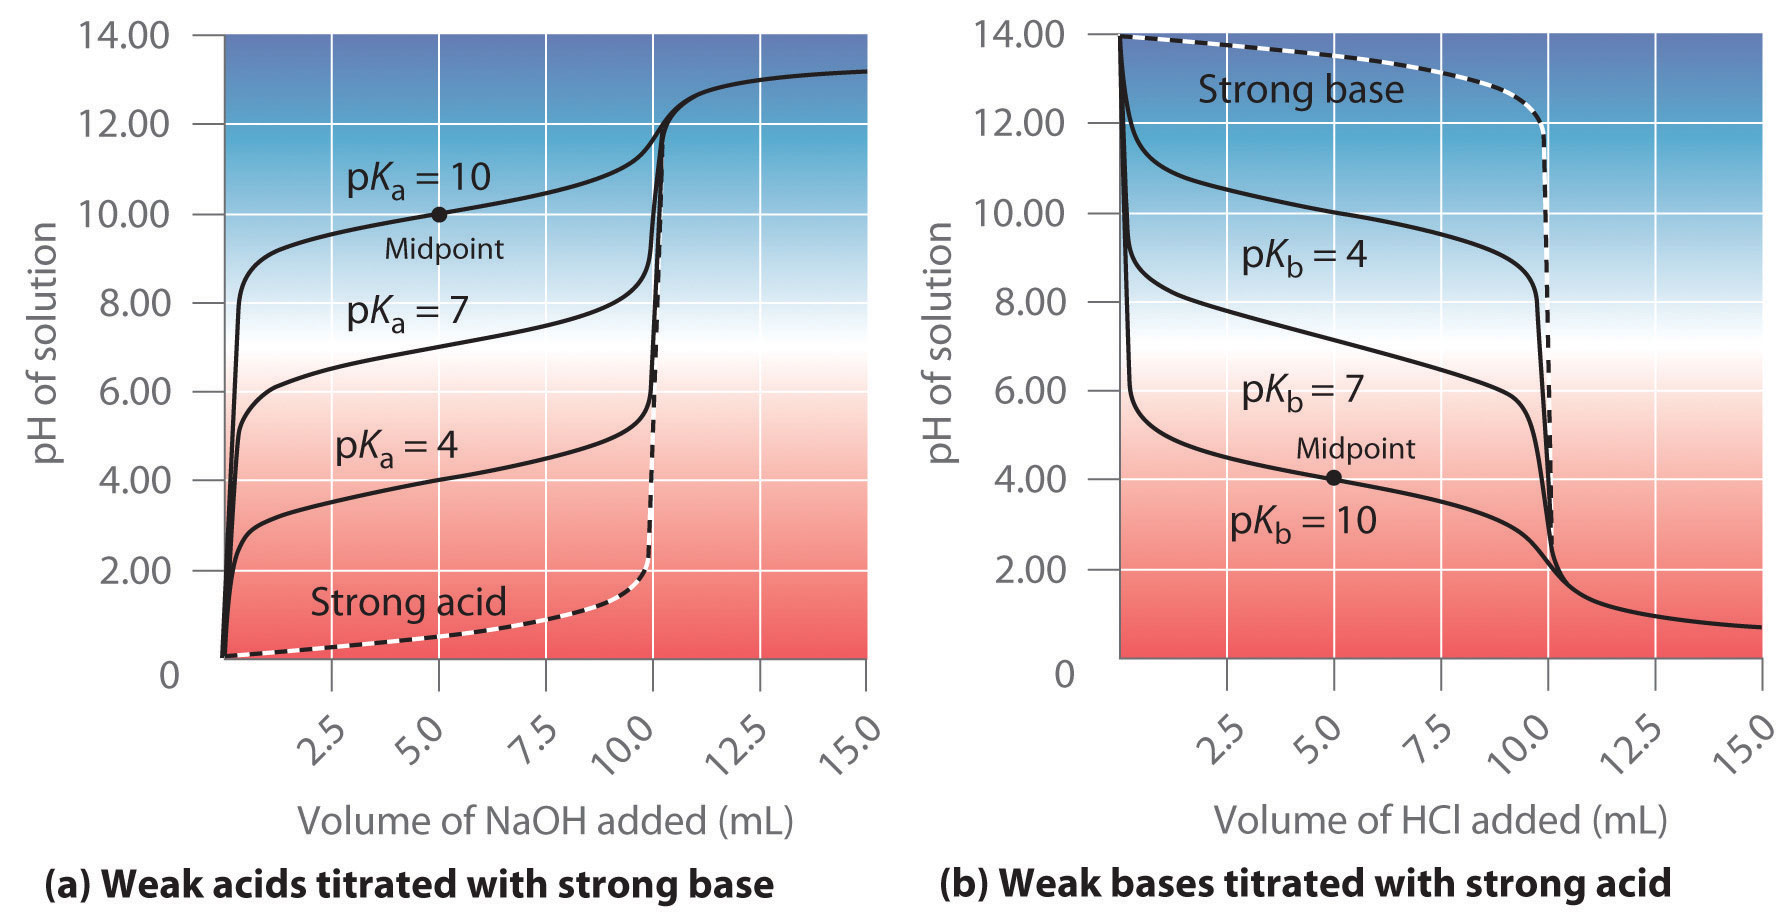 14.00
12.00
10.00
8.00
6.00
4.00
2.00
0
pH of solution
pKa = 10
Midpoint
pKa = 7
pKa = 4
Strong acid
2.5
5.0
7.5
10.0
12.5
15.0
Volume of NaOH added (mL)
(a) Weak acids titrated with strong base
14.00
12.00
10.00
8.00
6.00
4.00
2.00
0
pH of solution
Strong base
pKb = 4
pKb = 7
Midpoint
pKb = 10
2.5
5.0
7.5
10.0
12.5
15.0
Volume of HCl added (mL)
(b) Weak bases titrated with strong acid